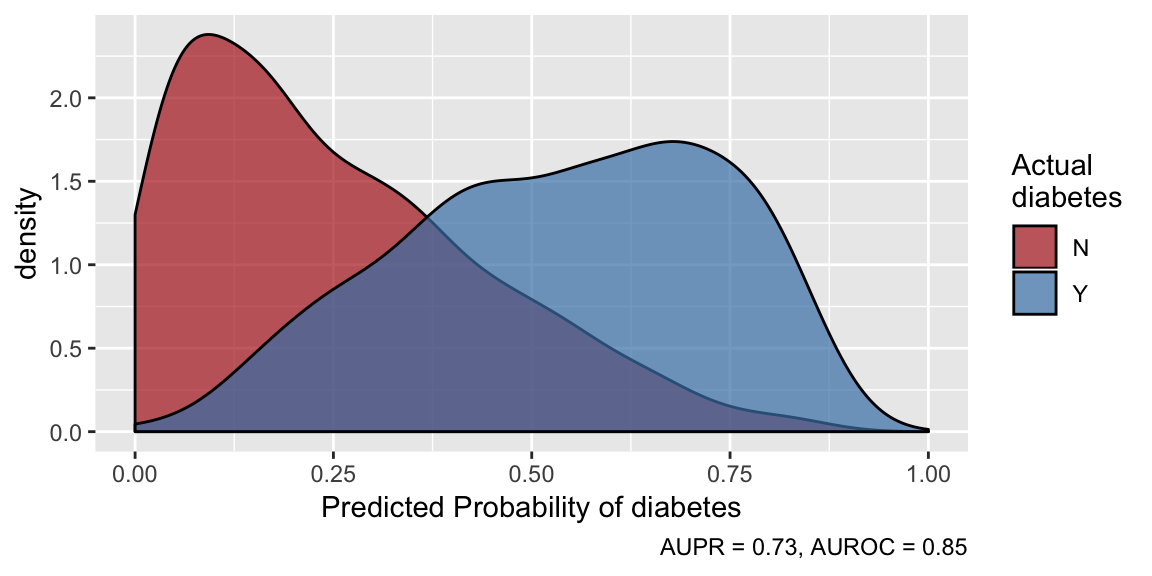 density
2.0
1.5
1.0
0.5
0.0
0.00 0.25 0.50 0.75 1.00
Predicted Probability of diabetes
AUPR = 0.73, AUROC = 0.85
Actual
diabetes
N
Y